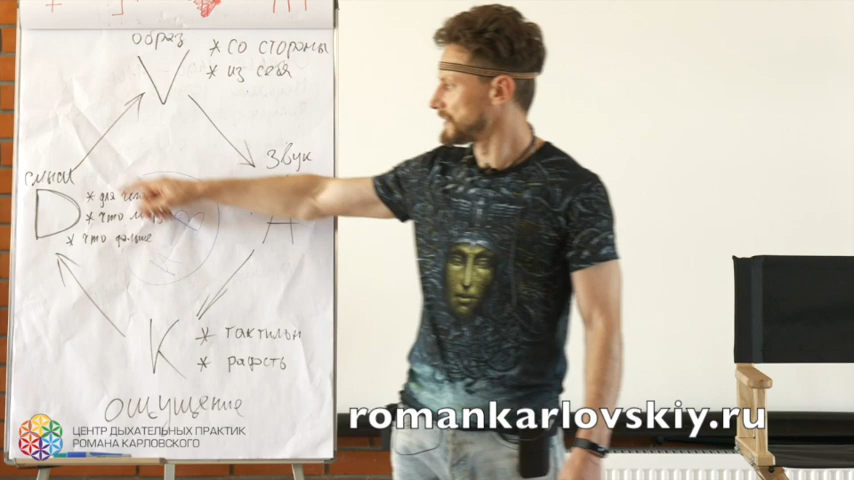 образ
V
* со стороны
* из себя
звук
А
смысл
D
* для чего
* что
* что дальше
K
* тактильн
* радость
ощущение
ЦЕНТР ДЫХАТЕЛЬНЫХ ПРАКТИК
РОМАНА КАРЛОВСКОГО
romankarlovskiy.ru